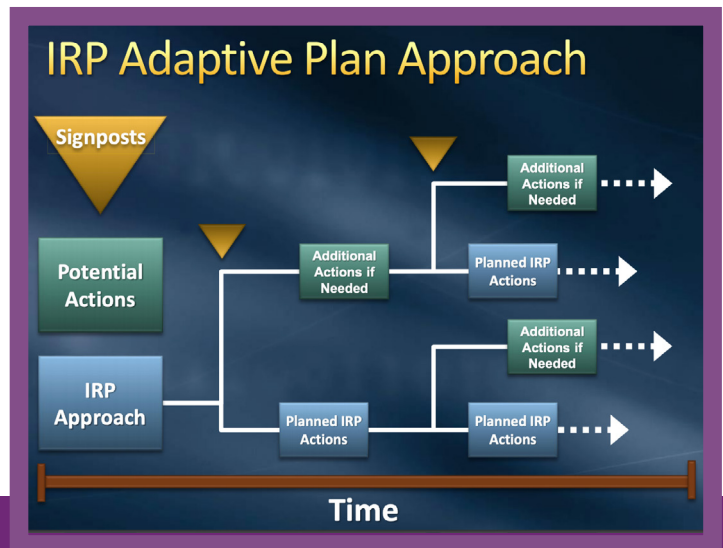 IRP Adaptive Plan Approach
Signposts
Potential
Actions
IRP
Approach
Additional
Actions if
Needed
Planned IRP
Actions
Additional
Actions if
Needed
Planned IRP
Actions
Additional
Actions if
Needed
Planned IRP
Actions
Time